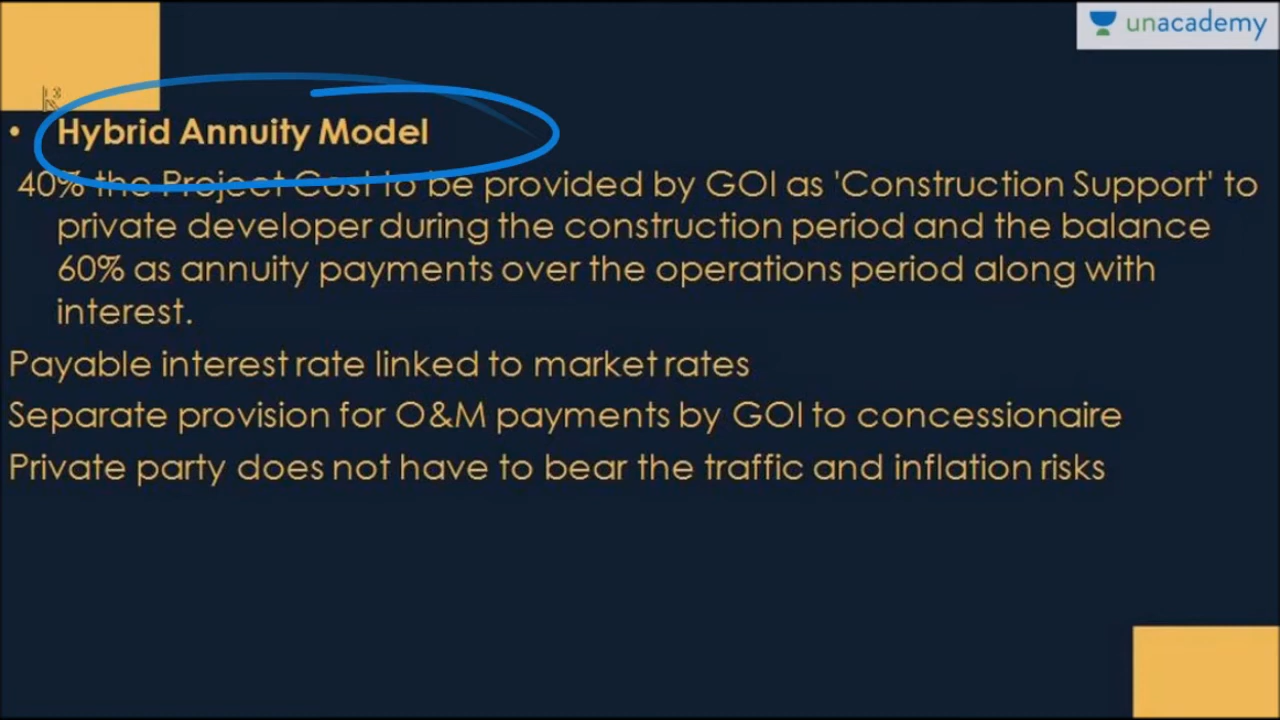 unacademy
• Hybrid Annuity Model
40% the Project Cost to be provided by GOI as 'Construction Support' to
private developer during the construction period and the balance
60% as annuity payments over the operations period along with
interest.
Payable interest rate linked to market rates
Separate provision for O&M payments by GOI to concessionaire
Private party does not have to bear the traffic and inflation risks